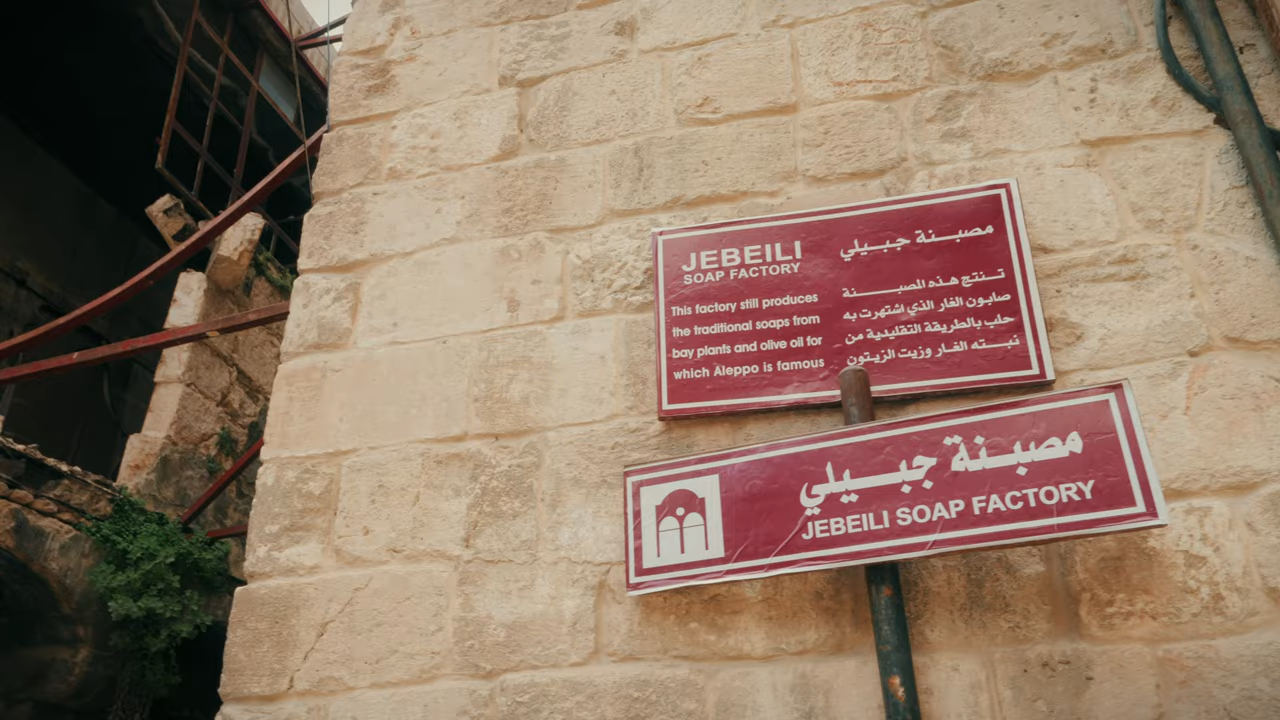 JEBEILI
SOAP FACTORY
This factory still produces
the traditional soaps from
bay plants and olive oil for
which Aleppo is famous
مصبنة جبيلي
تنتج هذه المصبنة
صابون الغار الذي اشتهرت به
حلب بالطريقة التقليدية من
نبتة الغار وزيت الزيتون
مصبنة جبيلي
JEBEILI SOAP FACTORY